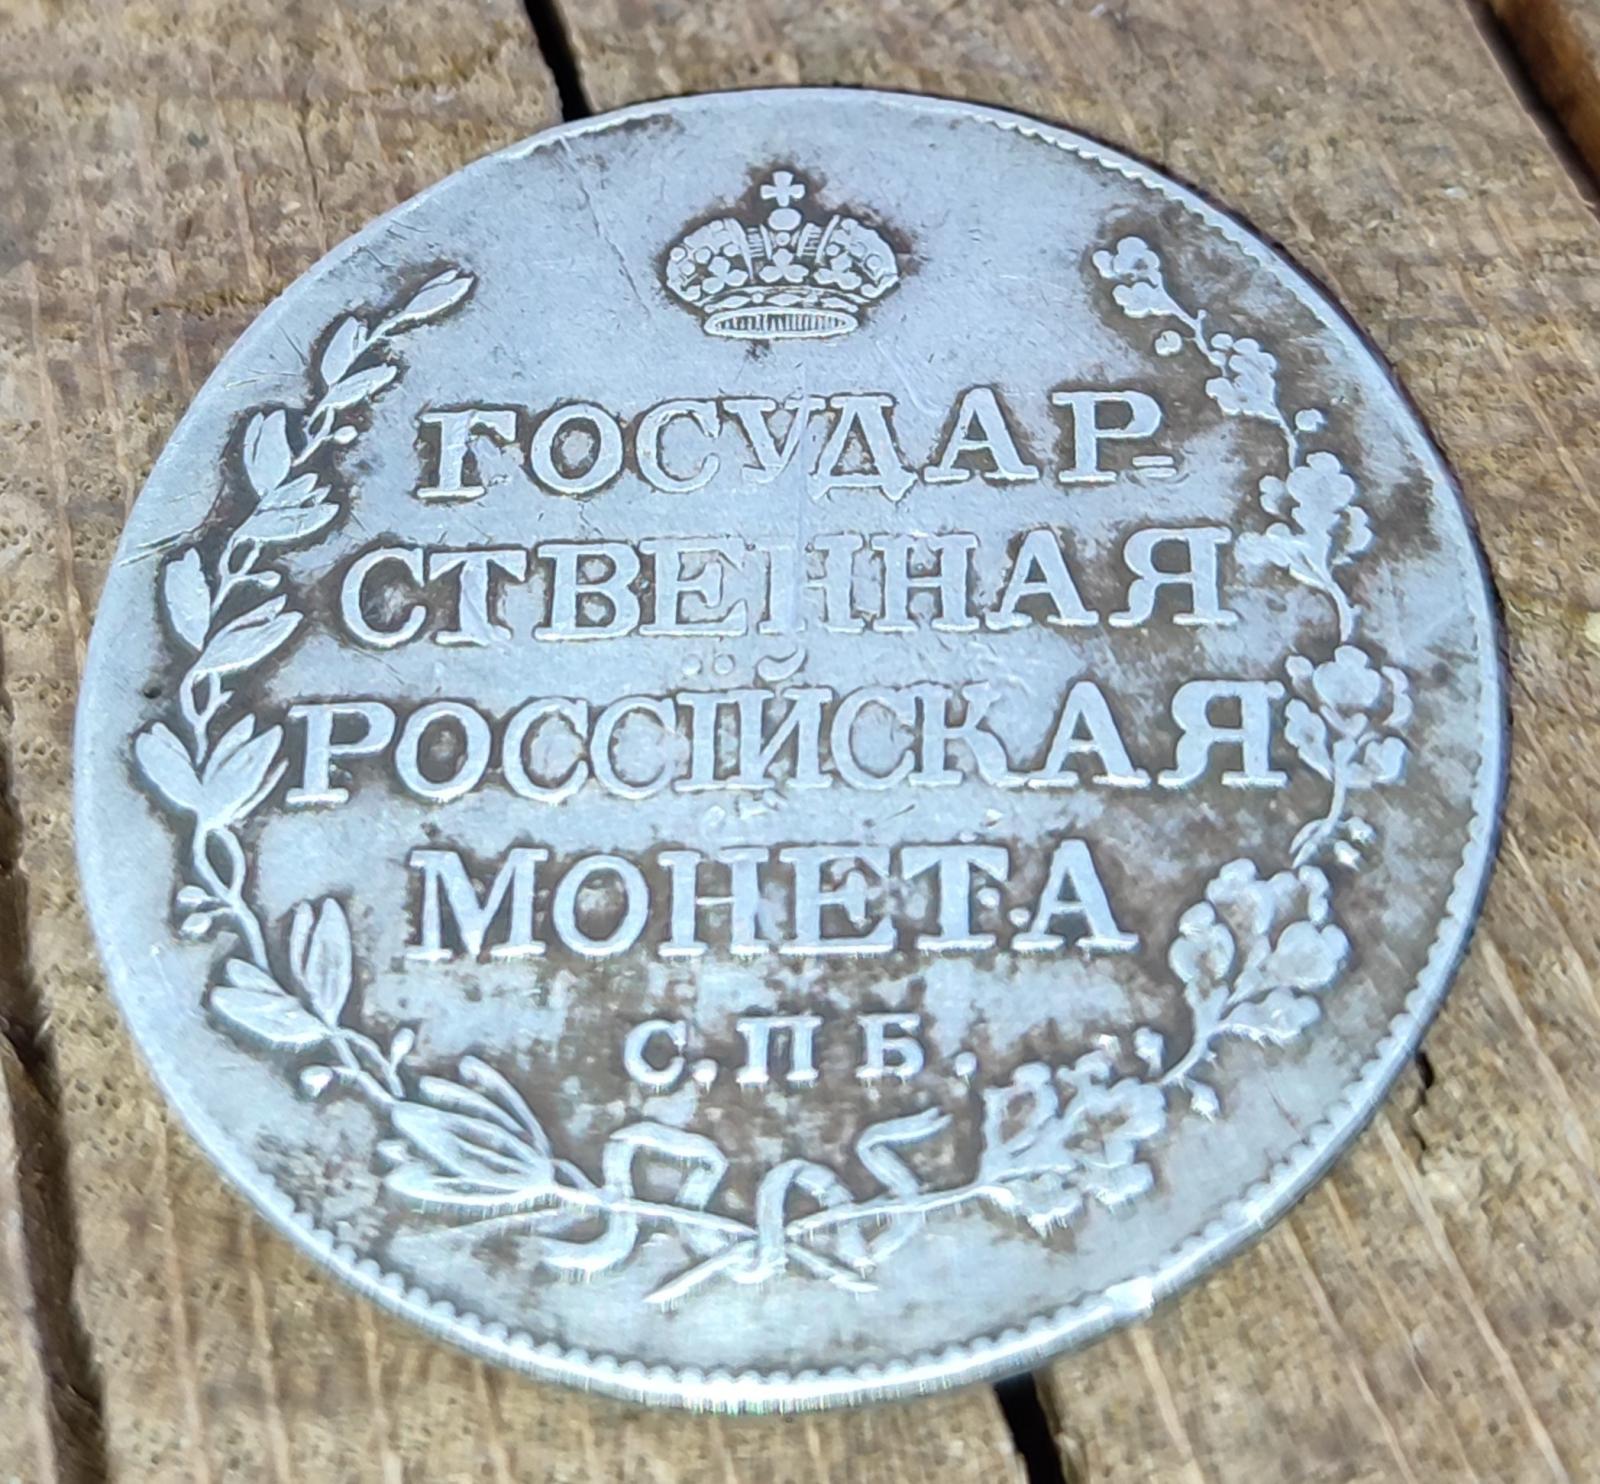 ГОСУДАР-
СТВЕННАЯ
РОССІЙСКАЯ
МОНЕТА
С.П Б.